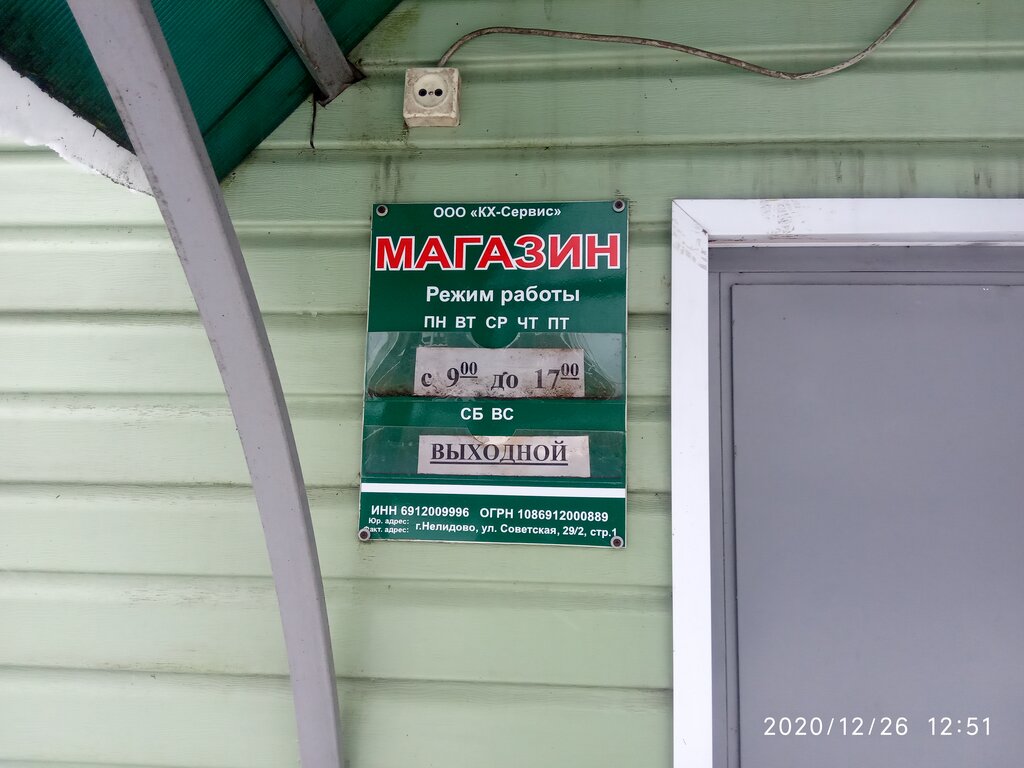 ООО «КХ-Сервис»
МАГАЗИН
Режим работы
ПН ВТ СР ЧТ ПТ
с 9⁰⁰ до 17⁰⁰
СБ ВС
ВЫХОДНОЙ
ИНН 6912009996 ОГРН 1086912000889
Юр. адрес:
Факт. адрес: г.Нелидово, ул. Советская, 29/2, стр.1
2020/12/26 12:51